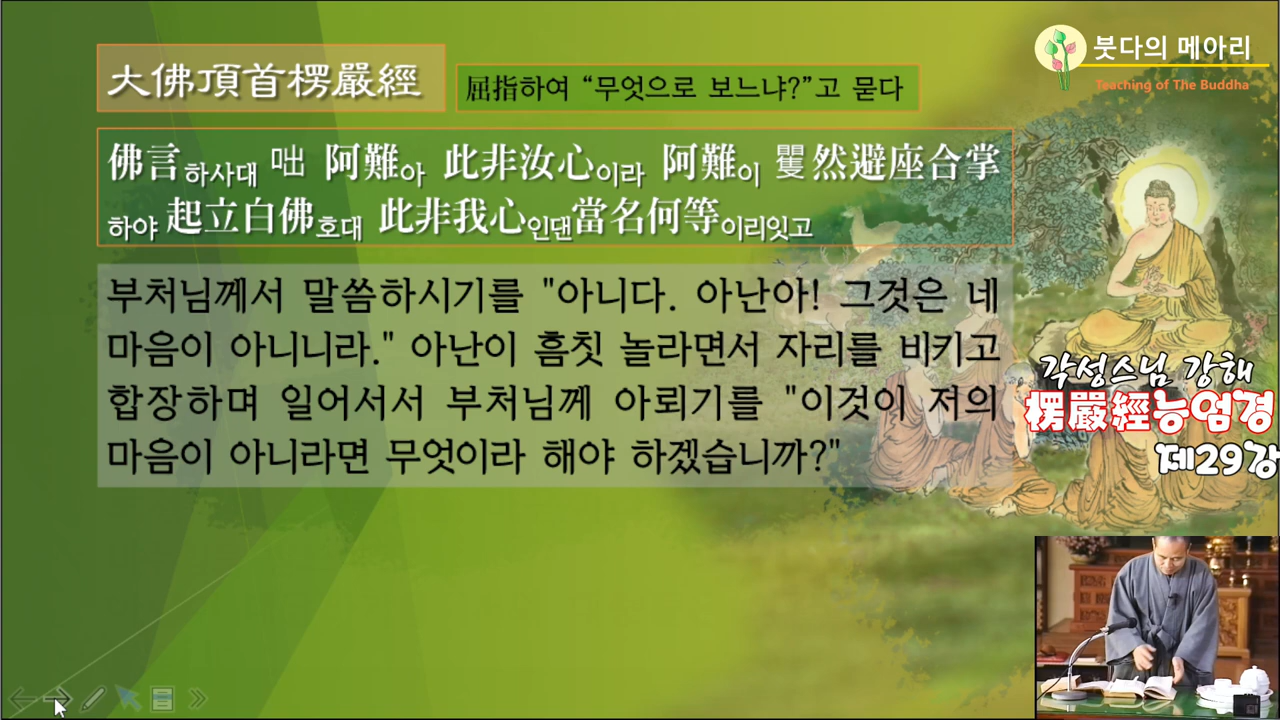 大佛頂首楞嚴經
屈指하여 “무엇으로 보느냐?”고 묻다
붓다의 메아리
Teaching of The Buddha
佛言하사대 咄 阿難아 此非汝心이라 阿難이 矍然避座合掌
하야 起立白佛호대 此非我心인댄當名何等이리잇고
부처님께서 말씀하시기를 "아니다. 아난아! 그것은 네
마음이 아니니라." 아난이 흠칫 놀라면서 자리를 비키고
합장하며 일어서서 부처님께 아뢰기를 "이것이 저의
마음이 아니라면 무엇이라 해야 하겠습니까?"
각성스님 강해
楞嚴經능엄경
제29강